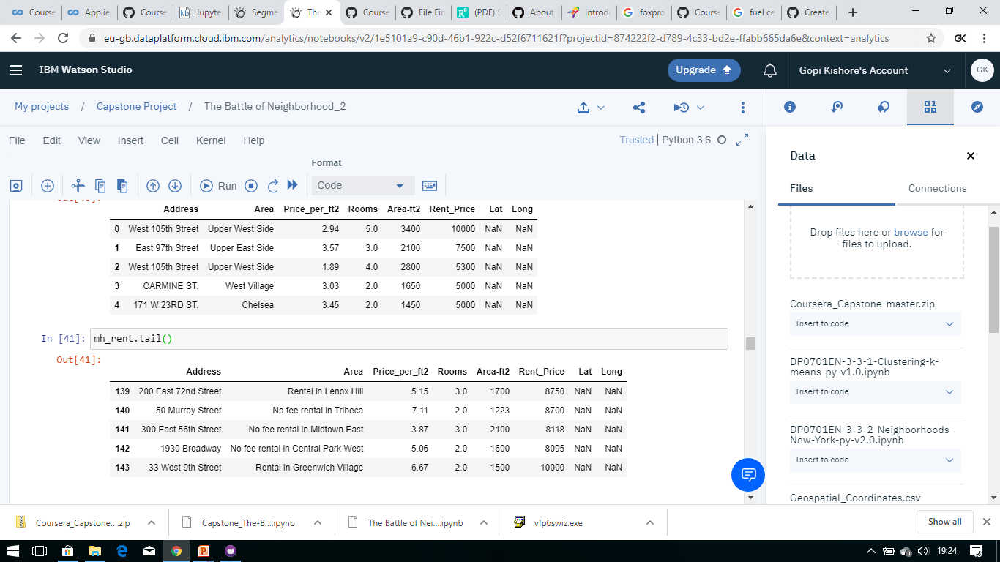 Course
Applie
Course
Jupyte
Segme
The
Course
File Fin
(PDF) S
About
Introdu
foxpro
Course
fuel ce
Create
eu-gb.dataplatform.cloud.ibm.com/analytics/notebooks/v2/1e5101a9-c90d-46b1-922c-d52f6711621f?projectid=874222f2-d789-4c33-bd2e-ffabb665da6e&context=analytics
GK
IBM Watson Studio
Upgrade
Gopi Kishore's Account
GK
My projects / Capstone Project / The Battle of Neighborhood_2
File Edit View Insert Cell Kernel Help
Trusted | Python 3.6
Format
Run
Code
Address Area Price_per_ft2 Rooms Area-ft2 Rent_Price Lat Long
0 West 105th Street Upper West Side 2.94 5.0 3400 10000 NaN NaN
1 East 97th Street Upper East Side 3.57 3.0 2100 7500 NaN NaN
2 West 105th Street Upper West Side 1.89 4.0 2800 5300 NaN NaN
3 CARMINE ST. West Village 3.03 2.0 1650 5000 NaN NaN
4 171 W 23RD ST. Chelsea 3.45 2.0 1450 5000 NaN NaN
In [41]: mh_rent.tail()
Out[41]:
Address Area Price_per_ft2 Rooms Area-ft2 Rent_Price Lat Long
139 200 East 72nd Street Rental in Lenox Hill 5.15 3.0 1700 8750 NaN NaN
140 50 Murray Street No fee rental in Tribeca 7.11 2.0 1223 8700 NaN NaN
141 300 East 56th Street No fee rental in Midtown East 3.87 3.0 2100 8118 NaN NaN
142 1930 Broadway No fee rental in Central Park West 5.06 2.0 1600 8095 NaN NaN
143 33 West 9th Street Rental in Greenwich Village 6.67 2.0 1500 10000 NaN NaN
Data
Files
Connections
Drop files here or browse for
files to upload.
Coursera_Capstone-master.zip
Insert to code
DP0701EN-3-3-1-Clustering-k-
means-py-v1.0.ipynb
Insert to code
DP0701EN-3-3-2-Neighborhoods-
New-York-py-v2.0.ipynb
Insert to code
Geospatial_Coordinates.csv
Coursera_Capstone....zip
Capstone_The-B....ipynb
The Battle of Nei....ipynb
vfp6swiz.exe
Show all
19:24